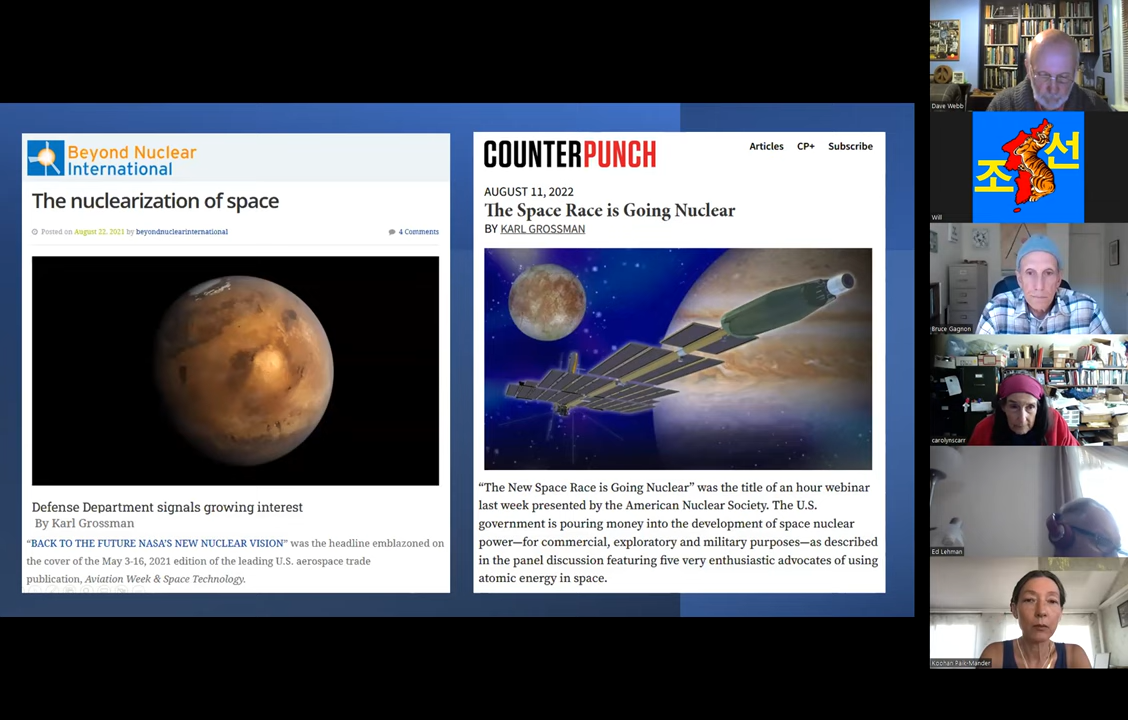 Beyond Nuclear
International
The nuclearization of space
Posted on August 22, 2021 by beyondnuclearinternational
4 Comments
Defense Department signals growing interest
By Karl Grossman
“BACK TO THE FUTURE NASA'S NEW NUCLEAR VISION” was the headline emblazoned on
the cover of the May 3-16, 2021 edition of the leading U.S. aerospace trade
publication, Aviation Week & Space Technology.
COUNTERPUNCH
Articles CP+ Subscribe
AUGUST 11, 2022
The Space Race is Going Nuclear
BY KARL GROSSMAN
“The New Space Race is Going Nuclear” was the title of an hour webinar
last week presented by the American Nuclear Society. The U.S.
government is pouring money into the development of space nuclear
power—for commercial, exploratory and military purposes—as described
in the panel discussion featuring five very enthusiastic advocates of using
atomic energy in space.
Dave Webb
조선
Will
Bruce Gagnon
carolynscarr
Ed Lehman
Koohan Paik-Mander